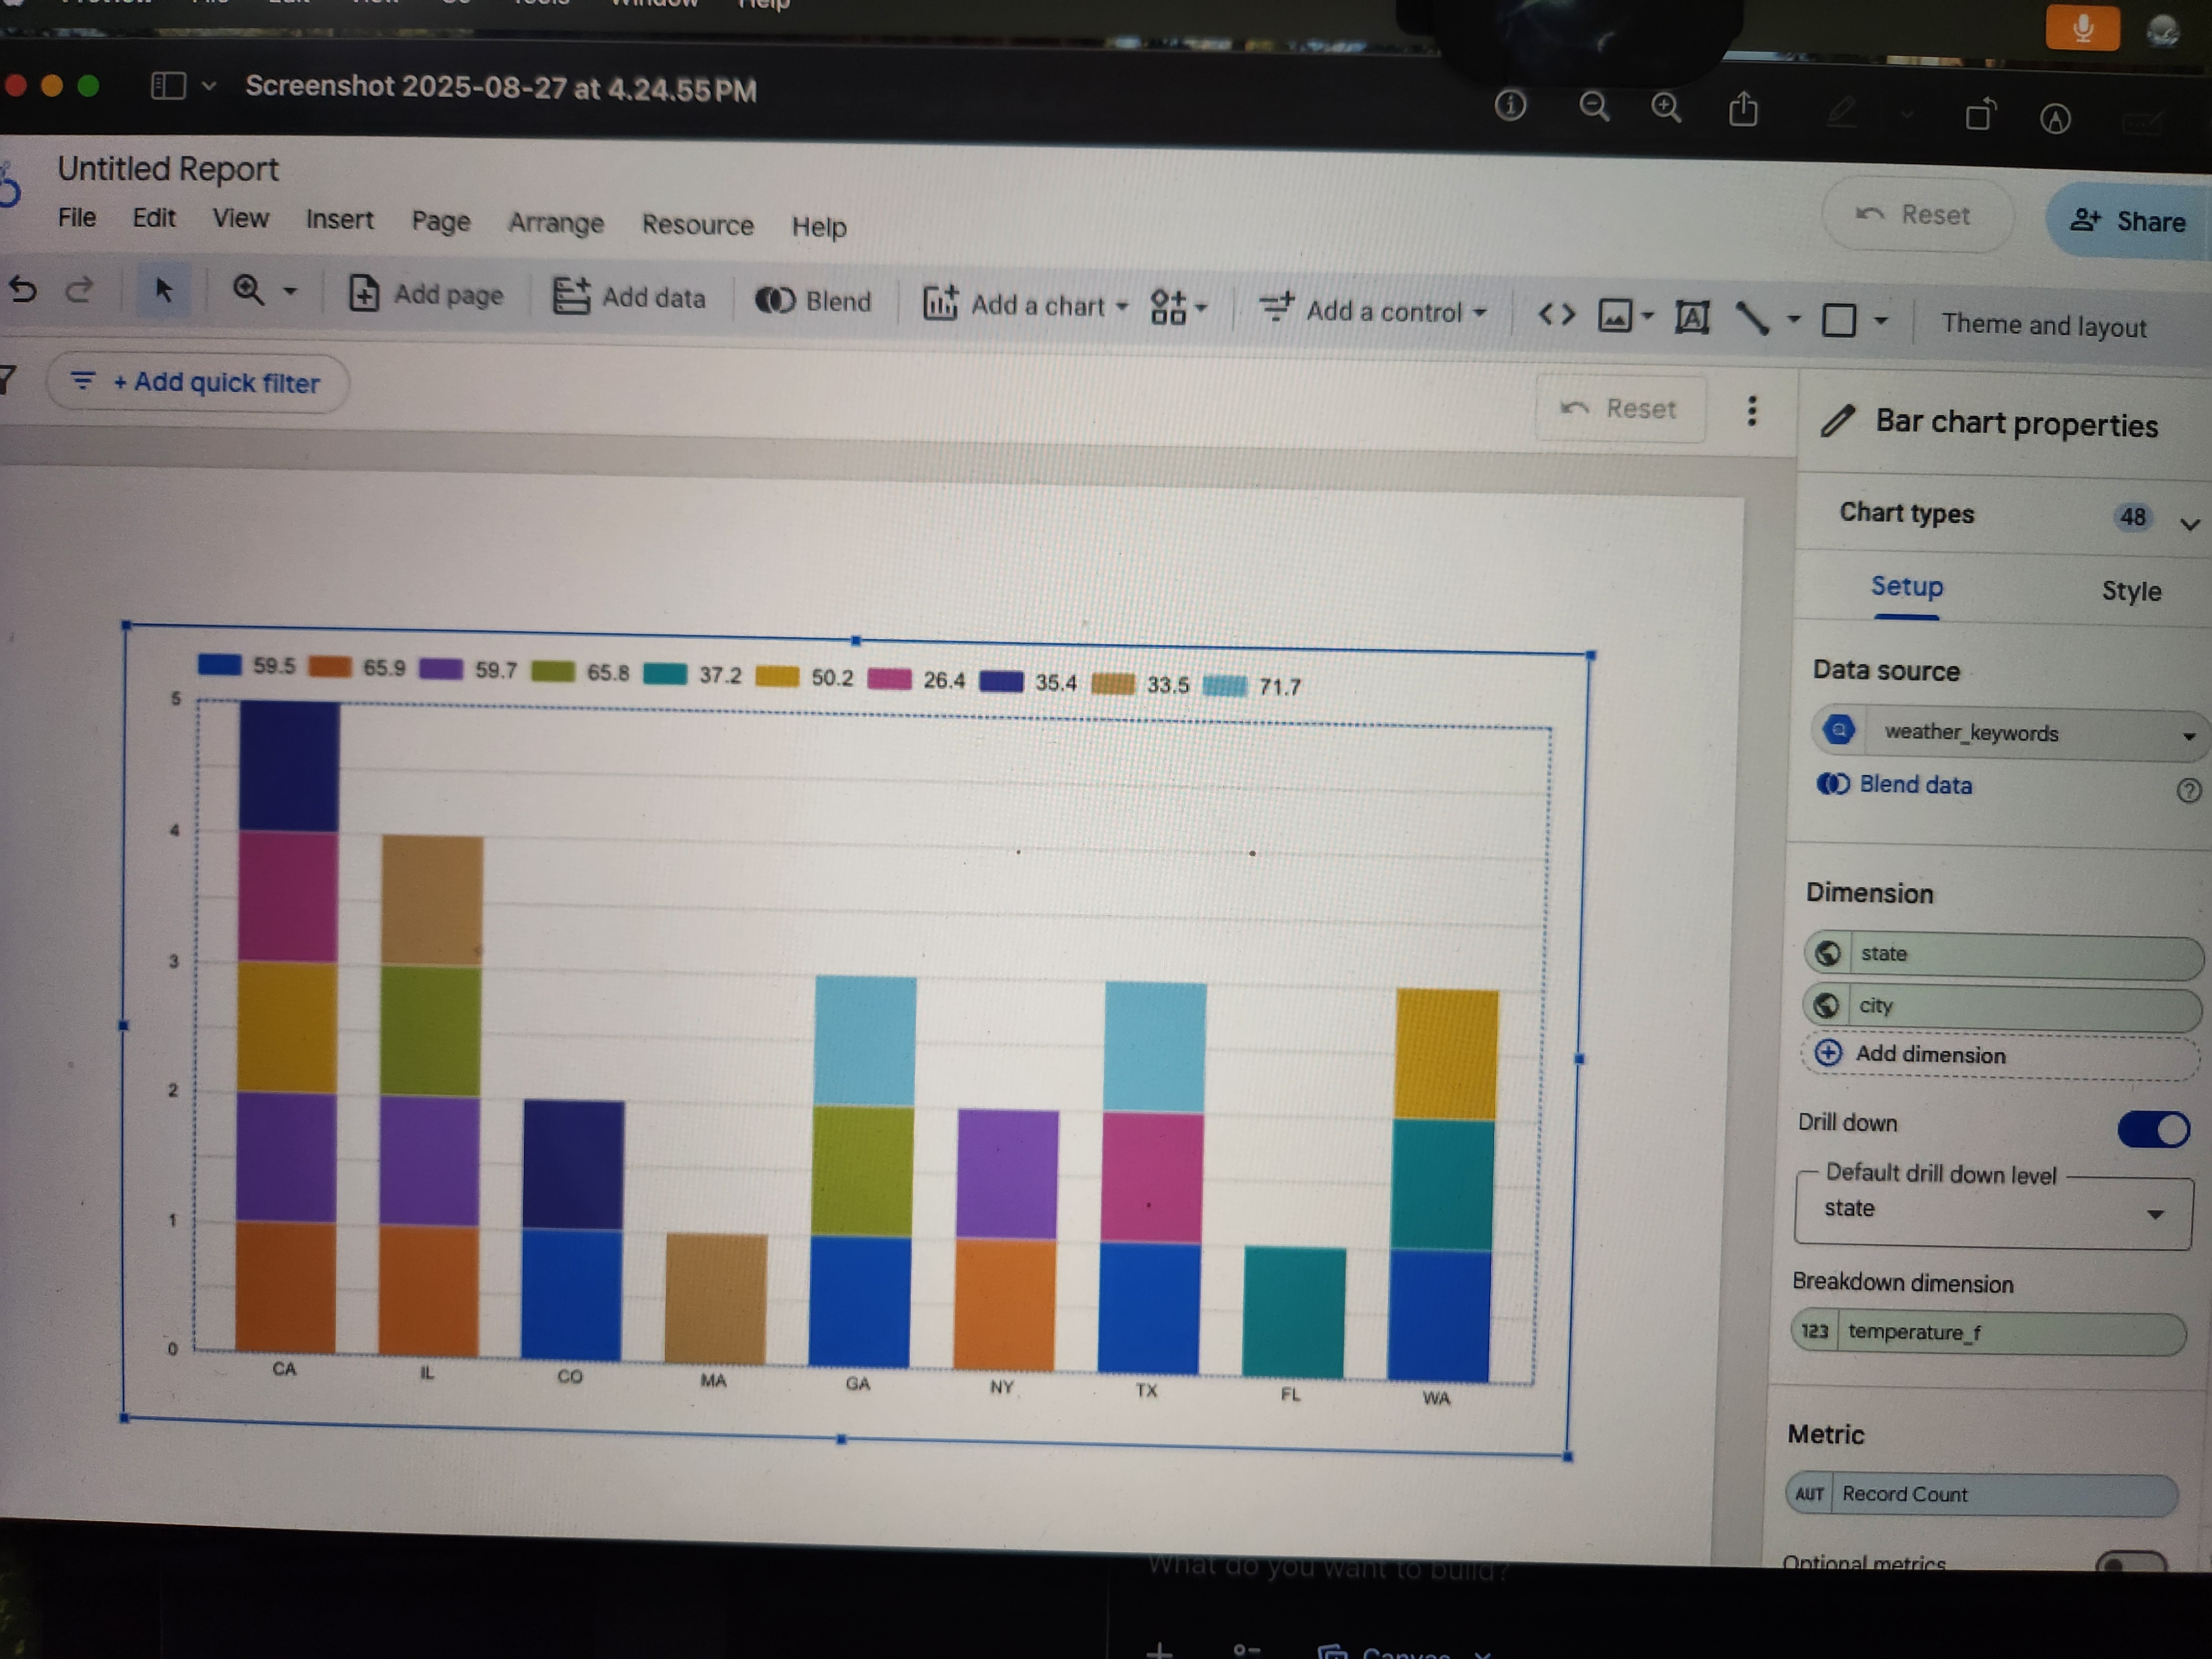 Window Help
Screenshot 2025-08-27 at 4.24.55 PM
Untitled Report
File Edit View Insert Page Arrange Resource Help
Reset
Share
Add page Add data Blend Add a chart Add a control Theme and layout
+ Add quick filter
Reset
Bar chart properties
Chart types 48
Setup Style
59.5 65.9 59.7 65.8 37.2 50.2 26.4 35.4 33.5 71.7
5
4
3
2
1
0
CA IL CO MA GA NY TX FL WA
Data source
weather_keywords
Blend data
Dimension
state
city
Add dimension
Drill down
Default drill down level
state
Breakdown dimension
123 temperature_f
Metric
AUT Record Count
Optional metrics
What do you want to build?
Canvas